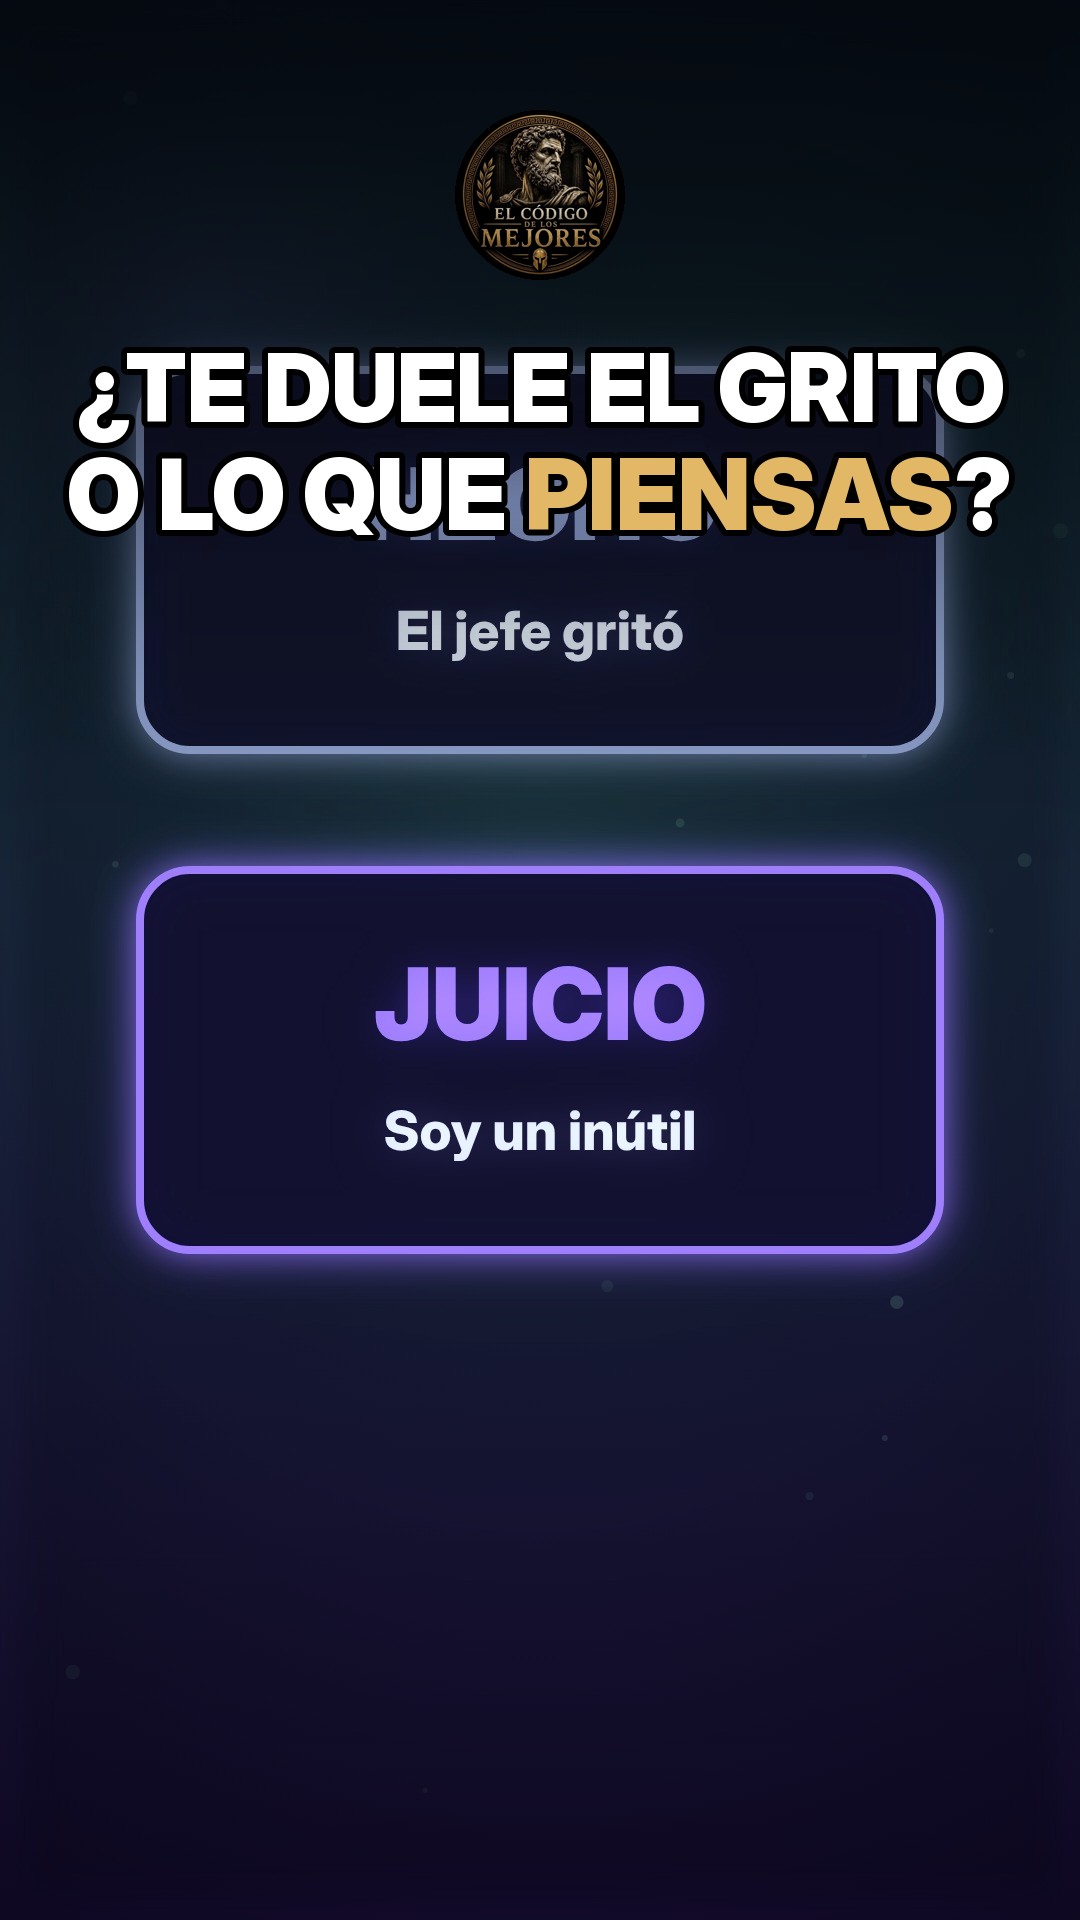 EL CÓDIGO
DE LOS
MEJORES
¿TE DUELE EL GRITO
O LO QUE PIENSAS?
El jefe gritó
JUICIO
Soy un inútil